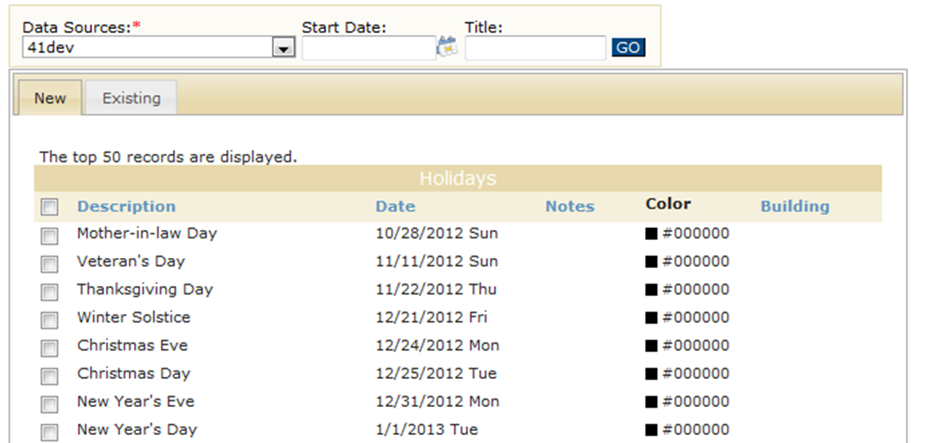 Data Sources:* Start Date: Title:
41dev GO
New Existing
The top 50 records are displayed.
Holidays
Description Date Notes Color Building
Mother-in-law Day 10/28/2012 Sun #000000
Veteran's Day 11/11/2012 Sun #000000
Thanksgiving Day 11/22/2012 Thu #000000
Winter Solstice 12/21/2012 Fri #000000
Christmas Eve 12/24/2012 Mon #000000
Christmas Day 12/25/2012 Tue #000000
New Year's Eve 12/31/2012 Mon #000000
New Year's Day 1/1/2013 Tue #000000